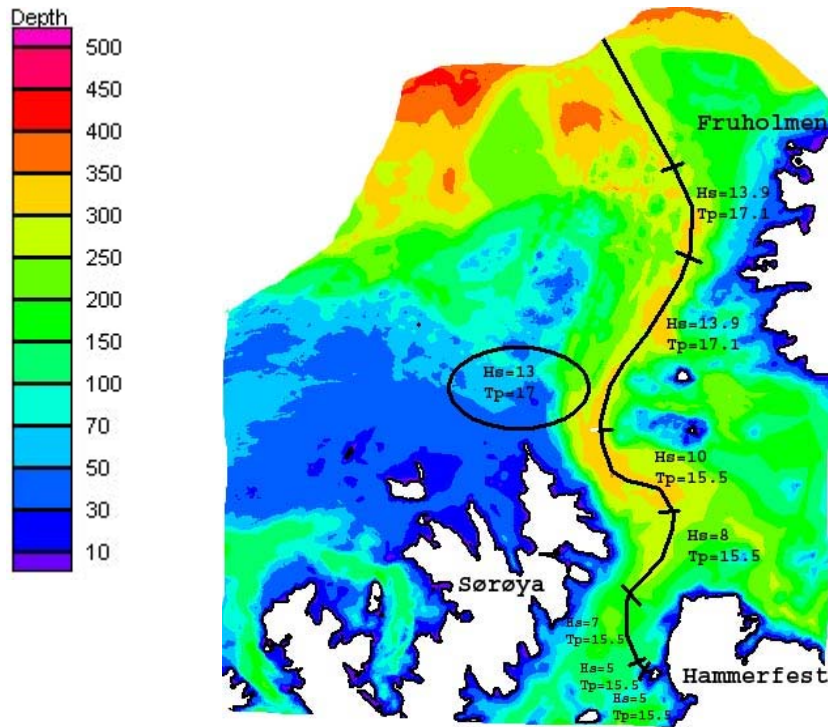 Depth
500
450
400
350
300
250
200
150
100
70
50
30
10
Fruholmen
Hs=13.9
Tp=17.1
Hs=13.9
Tp=17.1
Hs=13
Tp=17
Hs=10
Tp=15.5
Hs=8
Tp=15.5
Sørøya
Hs=7
Tp=15.5
Hammerfest
Hs=5
Tp=15.5
Hs=5
Tp=15.5